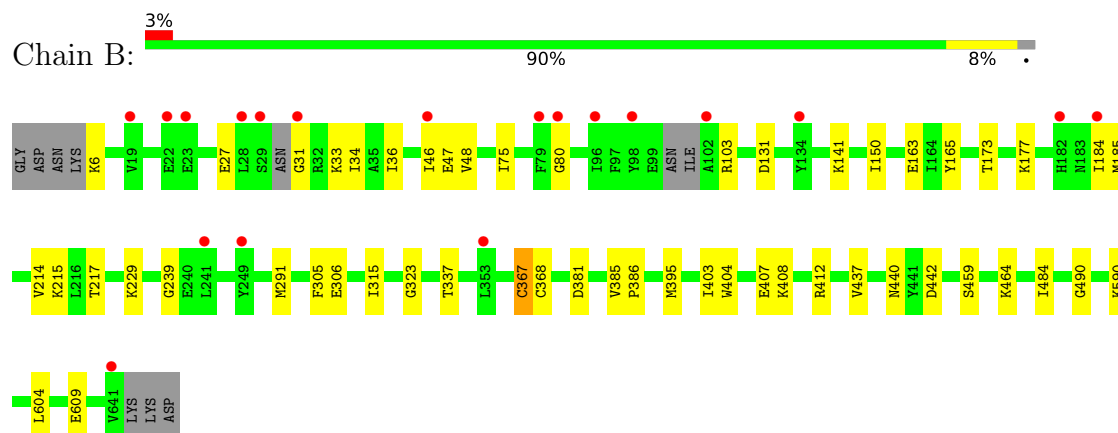 3%
Chain B:
90% 8% •
GLY ASP ASN LYS K6 V19 E22 E23 E27 L28 S29 ASN G31 R32 K33 I34 A35 I36 I46 E47 V48 I75 F79 G80 I96 F97 Y98 E99 ASN ILE A102 R103 D131 Y134 K141 I150 E163 I164 Y165 T173 K177 H182 N183 I184 M185
V214 K215 L216 T217 K229 G239 E240 L241 Y249 M291 F305 E306 I315 G323 T337 L353 C367 C368 D381 V385 P386 M395 I403 W404 E407 K408 R412 V437 N440 Y441 D442 S459 K464 I484 G490 K590
L604 E609 V641 LYS LYS ASP